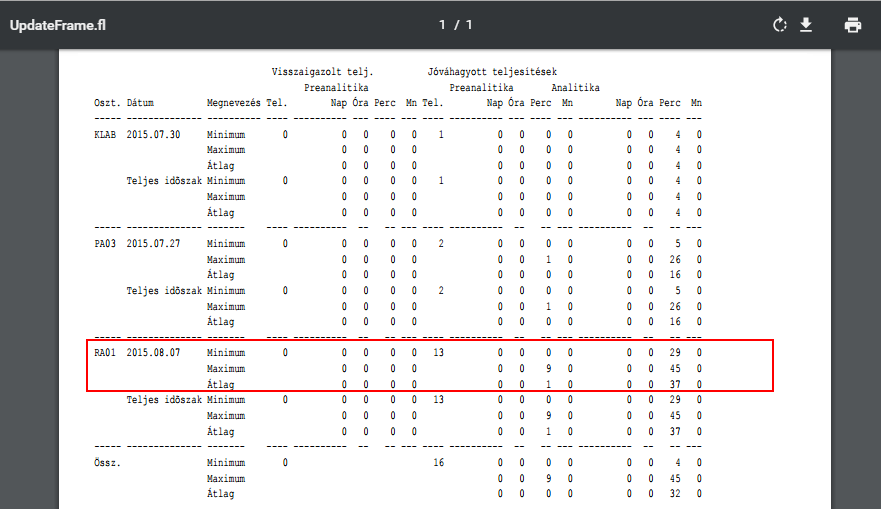 UpdateFrame.fl 1 / 1
Visszaigazolt telj. Jóváhagyott teljesítések
Preanalitika Preanalitika Analitika
Oszt. Dátum Megnevezés Tel. Nap Óra Perc Mn Tel. Nap Óra Perc Mn Nap Óra Perc Mn
----- --------------- ---------- ---- ----------- --- ---- --- ---- ----------- --- ---- --- ----------- --- ---- ---
KLAB 2015.07.30 Minimum 0 0 0 0 0 1 0 0 0 0 0 0 4 0
Maximum 0 0 0 0 0 0 0 0 0 0 4 0
Átlag 0 0 0 0 0 0 0 0 0 0 4 0
Teljes időszak Minimum 0 0 0 0 0 1 0 0 0 0 0 0 4 0
Maximum 0 0 0 0 0 0 0 0 0 0 4 0
Átlag 0 0 0 0 0 0 0 0 0 0 4 0
----- --------------- ------- ---- ----------- -- -- --- ---- ----------- -- -- --- ----------- -- -- ---
PA03 2015.07.27 Minimum 0 0 0 0 0 2 0 0 0 0 0 0 5 0
Maximum 0 0 0 0 0 0 1 0 0 0 26 0
Átlag 0 0 0 0 0 0 0 0 0 0 16 0
Teljes időszak Minimum 0 0 0 0 0 2 0 0 0 0 0 0 5 0
Maximum 0 0 0 0 0 0 1 0 0 0 26 0
Átlag 0 0 0 0 0 0 0 0 0 0 16 0
----- --------------- ------- ---- ----------- -- -- --- ---- ----------- -- -- --- ----------- -- -- ---
RA01 2015.08.07 Minimum 0 0 0 0 0 13 0 0 0 0 0 0 29 0
Maximum 0 0 0 0 0 0 9 0 0 0 45 0
Átlag 0 0 0 0 0 0 1 0 0 0 37 0
Teljes időszak Minimum 0 0 0 0 0 13 0 0 0 0 0 0 29 0
Maximum 0 0 0 0 0 0 9 0 0 0 45 0
Átlag 0 0 0 0 0 0 1 0 0 0 37 0
----- --------------- ------- ---- ----------- -- -- --- ---- ----------- -- -- --- ----------- -- -- ---
Össz. Minimum 0 16 0 0 0 0 0 0 4 0
Maximum 0 0 9 0 0 0 45 0
Átlag 0 0 0 0 0 0 32 0